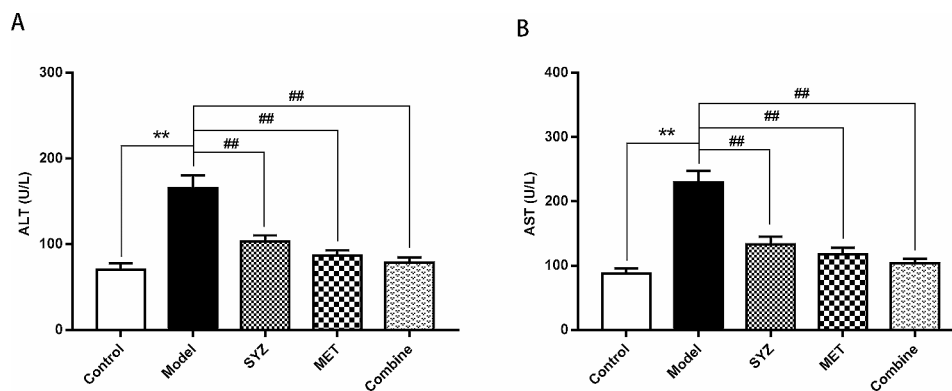 A
ALT (U/L)
300
200
100
0
**
##
##
##
Control
Model
SYZ
MET
Combine
B
AST (U/L)
400
300
200
100
0
**
##
##
##
Control
Model
SYZ
MET
Combine